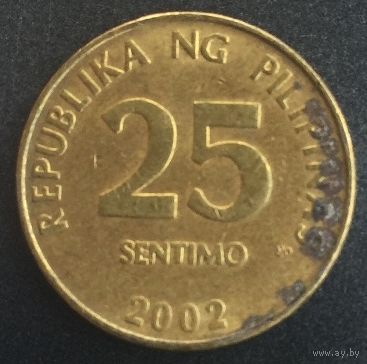 REPUBLIKA NG PILIPINAS
25
SENTIMO
2002
www.ay.by